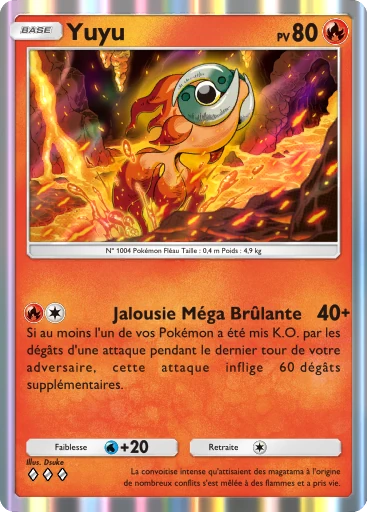 BASE Yuyu PV 80
N° 1004 Pokémon Fléau Taille : 0,4 m Poids : 4,9 kg
Jalousie Méga Brûlante 40+
Si au moins l'un de vos Pokémon a été mis K.O. par les
dégâts d'une attaque pendant le dernier tour de votre
adversaire, cette attaque inflige 60 dégâts
supplémentaires.
Faiblesse +20 Retraite
Illus. Dsuke
La convoitise intense qu'attisaient des magatama à l'origine
de nombreux conflits s'est mêlée à des flammes et a pris vie.